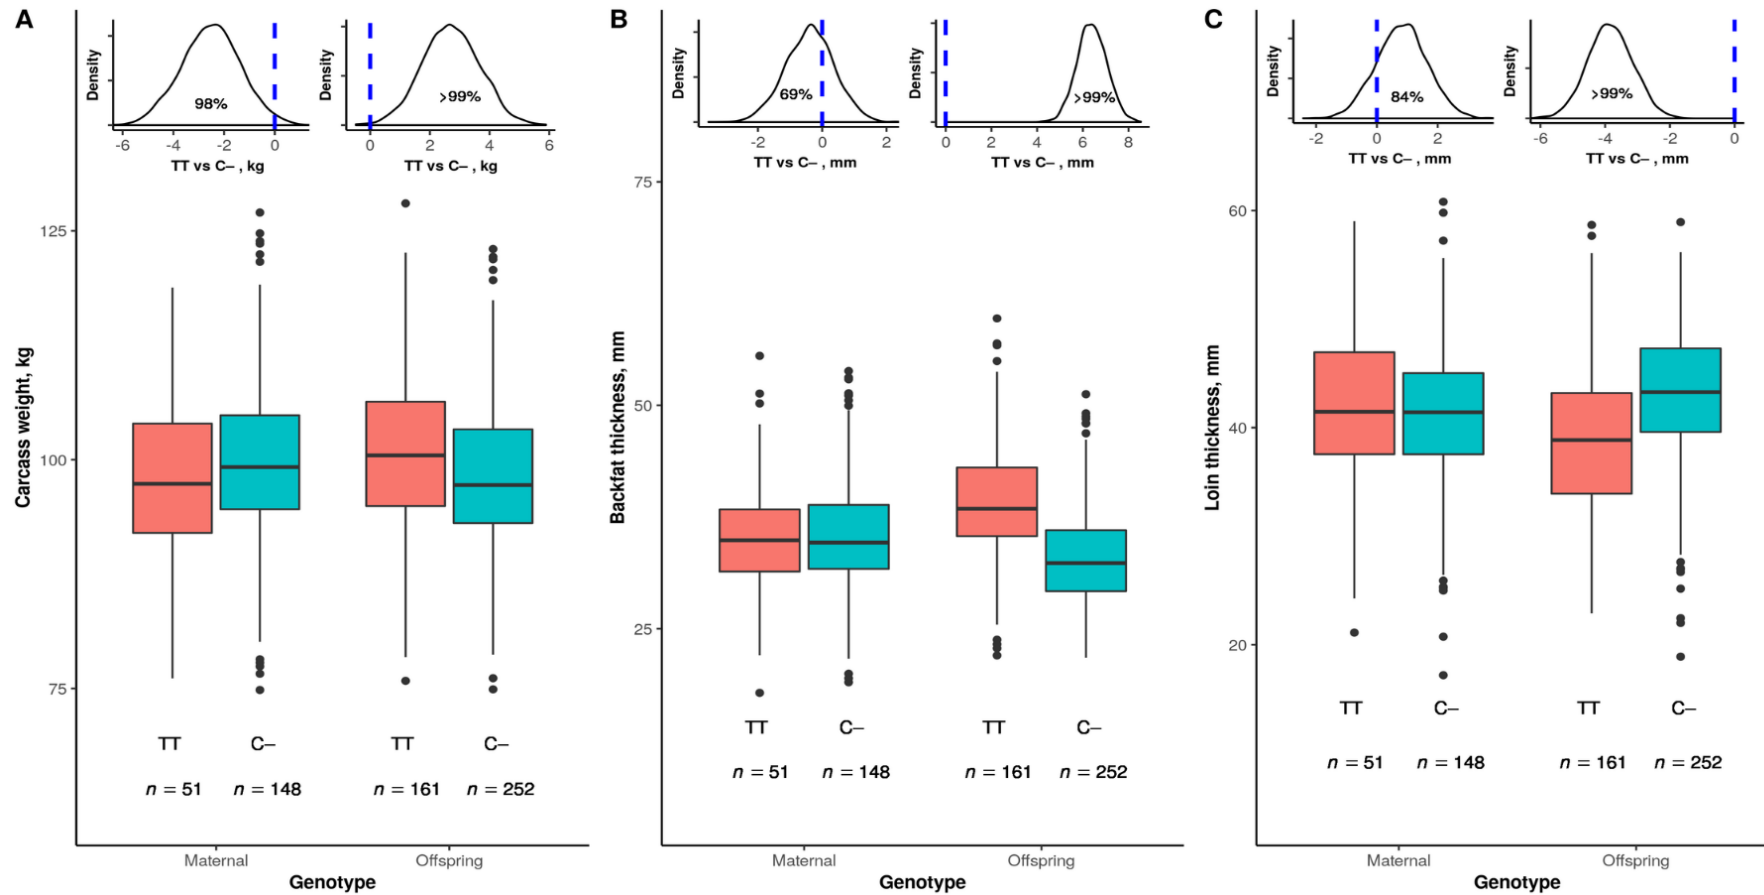 A
Density
98%
-6 -4 -2 0
TT vs C– , kg
Density
>99%
0 2 4 6
TT vs C– , kg
125
100
75
Carcass weight, kg
TT C– TT C–
n = 51 n = 148 n = 161 n = 252
Maternal Offspring
Genotype
B
Density
69%
-2 0 2
TT vs C– , mm
Density
>99%
0 2 4 6 8
TT vs C– , mm
75
50
25
Backfat thickness, mm
TT C– TT C–
n = 51 n = 148 n = 161 n = 252
Maternal Offspring
Genotype
C
Density
84%
-2 0 2
TT vs C– , mm
Density
>99%
-6 -4 -2 0
TT vs C– , mm
60
40
20
Loin thickness, mm
TT C– TT C–
n = 51 n = 148 n = 161 n = 252
Maternal Offspring
Genotype